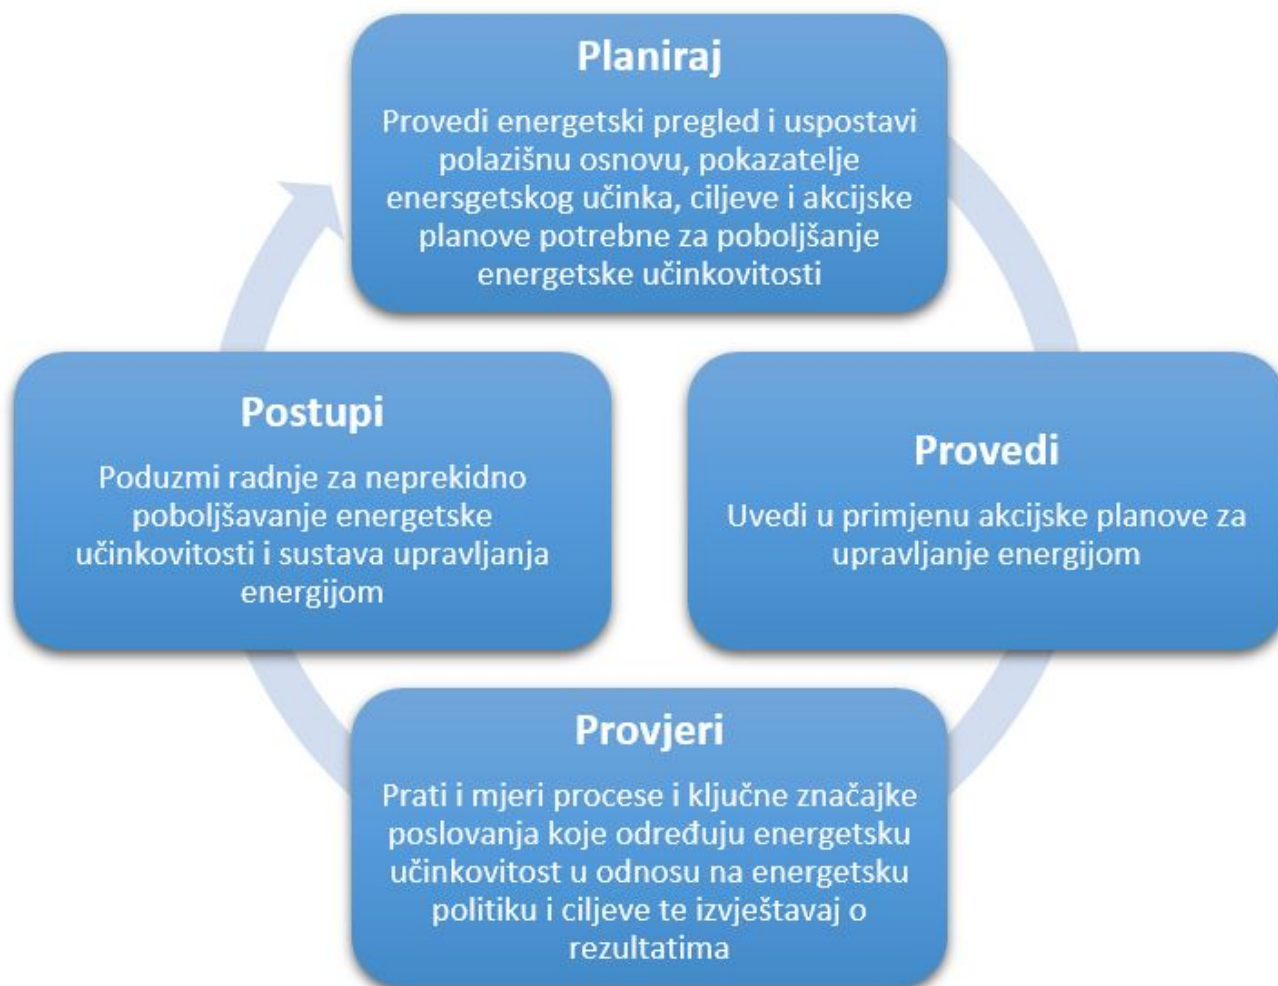 Planiraj
Provedi energetski pregled i uspostavi
polazišnu osnovu, pokazatelje
enersgetskog učinka, ciljeve i akcijske
planove potrebne za poboljšanje
energetske učinkovitosti
Provedi
Uvedi u primjenu akcijske planove za
upravljanje energijom
Provjeri
Prati i mjeri procese i ključne značajke
poslovanja koje određuju energetsku
učinkovitost u odnosu na energetsku
politiku i ciljeve te izvještavaj o
rezultatima
Postupi
Poduzmi radnje za neprekidno
poboljšavanje energetske
učinkovitosti i sustava upravljanja
energijom